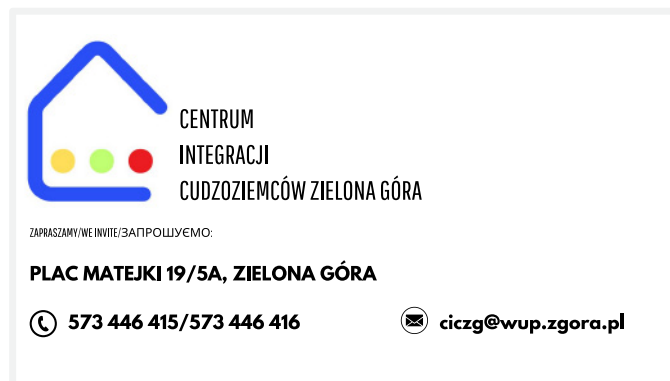 CENTRUM
INTEGRACJI
CUDZOZIEMCÓW ZIELONA GÓRA
ZAPRASZAMY/WE INVITE/ЗАПРОШУЄМО:
PLAC MATEJKI 19/5A, ZIELONA GÓRA
573 446 415/573 446 416
ciczg@wup.zgora.pl